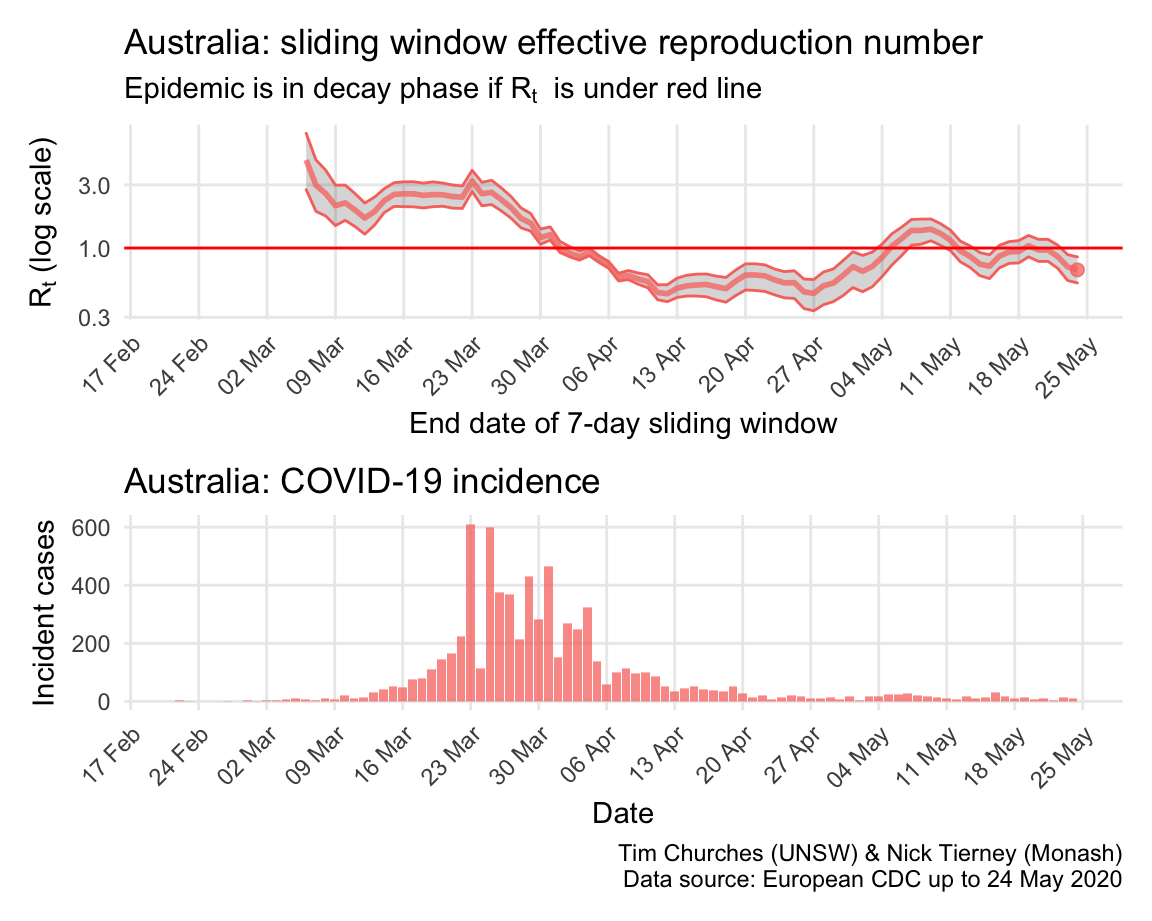 Australia: sliding window effective reproduction number
Epidemic is in decay phase if Rt is under red line
Rt (log scale)
3.0
1.0
0.3
17 Feb
24 Feb
02 Mar
09 Mar
16 Mar
23 Mar
30 Mar
06 Apr
13 Apr
20 Apr
27 Apr
04 May
11 May
18 May
25 May
End date of 7-day sliding window
Australia: COVID-19 incidence
Incident cases
600
400
200
0
17 Feb
24 Feb
02 Mar
09 Mar
16 Mar
23 Mar
30 Mar
06 Apr
13 Apr
20 Apr
27 Apr
04 May
11 May
18 May
25 May
Date
Tim Churches (UNSW) & Nick Tierney (Monash)
Data source: European CDC up to 24 May 2020